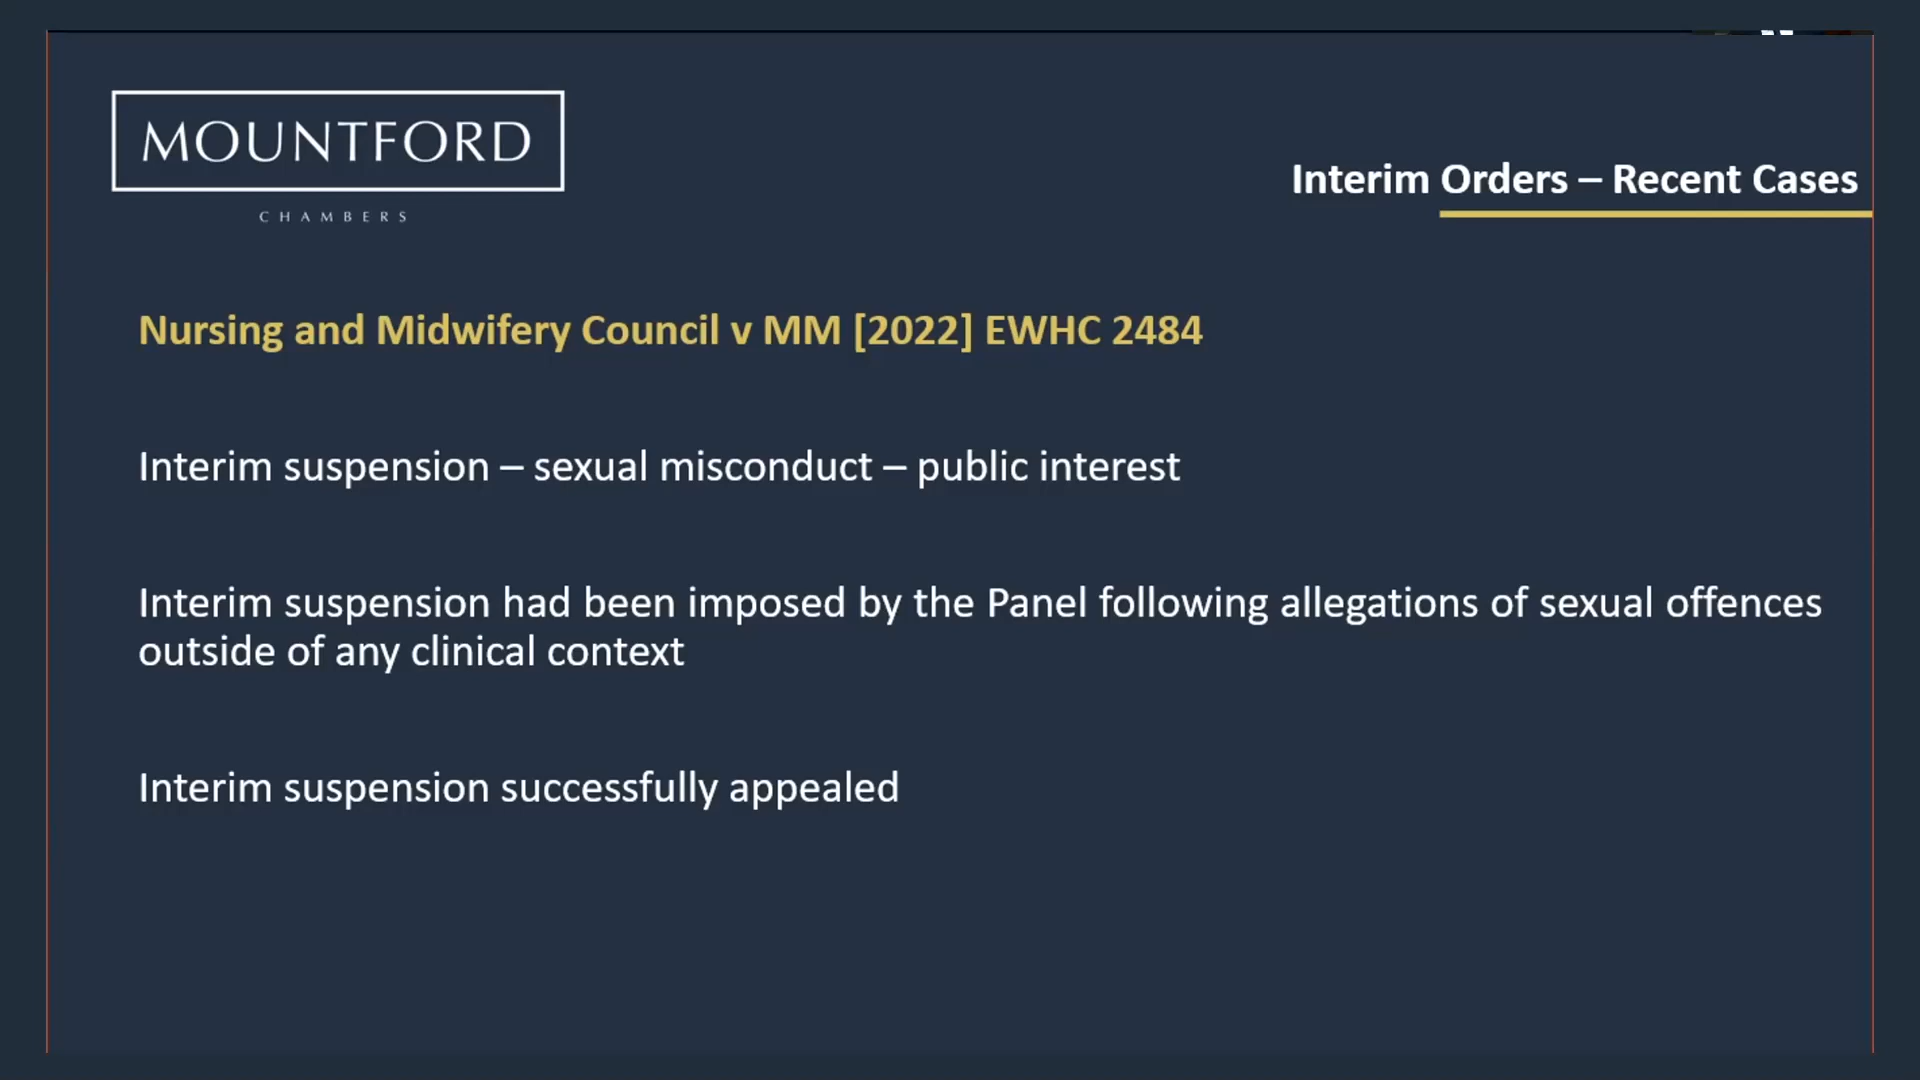 MOUNTFORD
CHAMBERS
Interim Orders – Recent Cases
Nursing and Midwifery Council v MM [2022] EWHC 2484
Interim suspension – sexual misconduct – public interest
Interim suspension had been imposed by the Panel following allegations of sexual offences
outside of any clinical context
Interim suspension successfully appealed